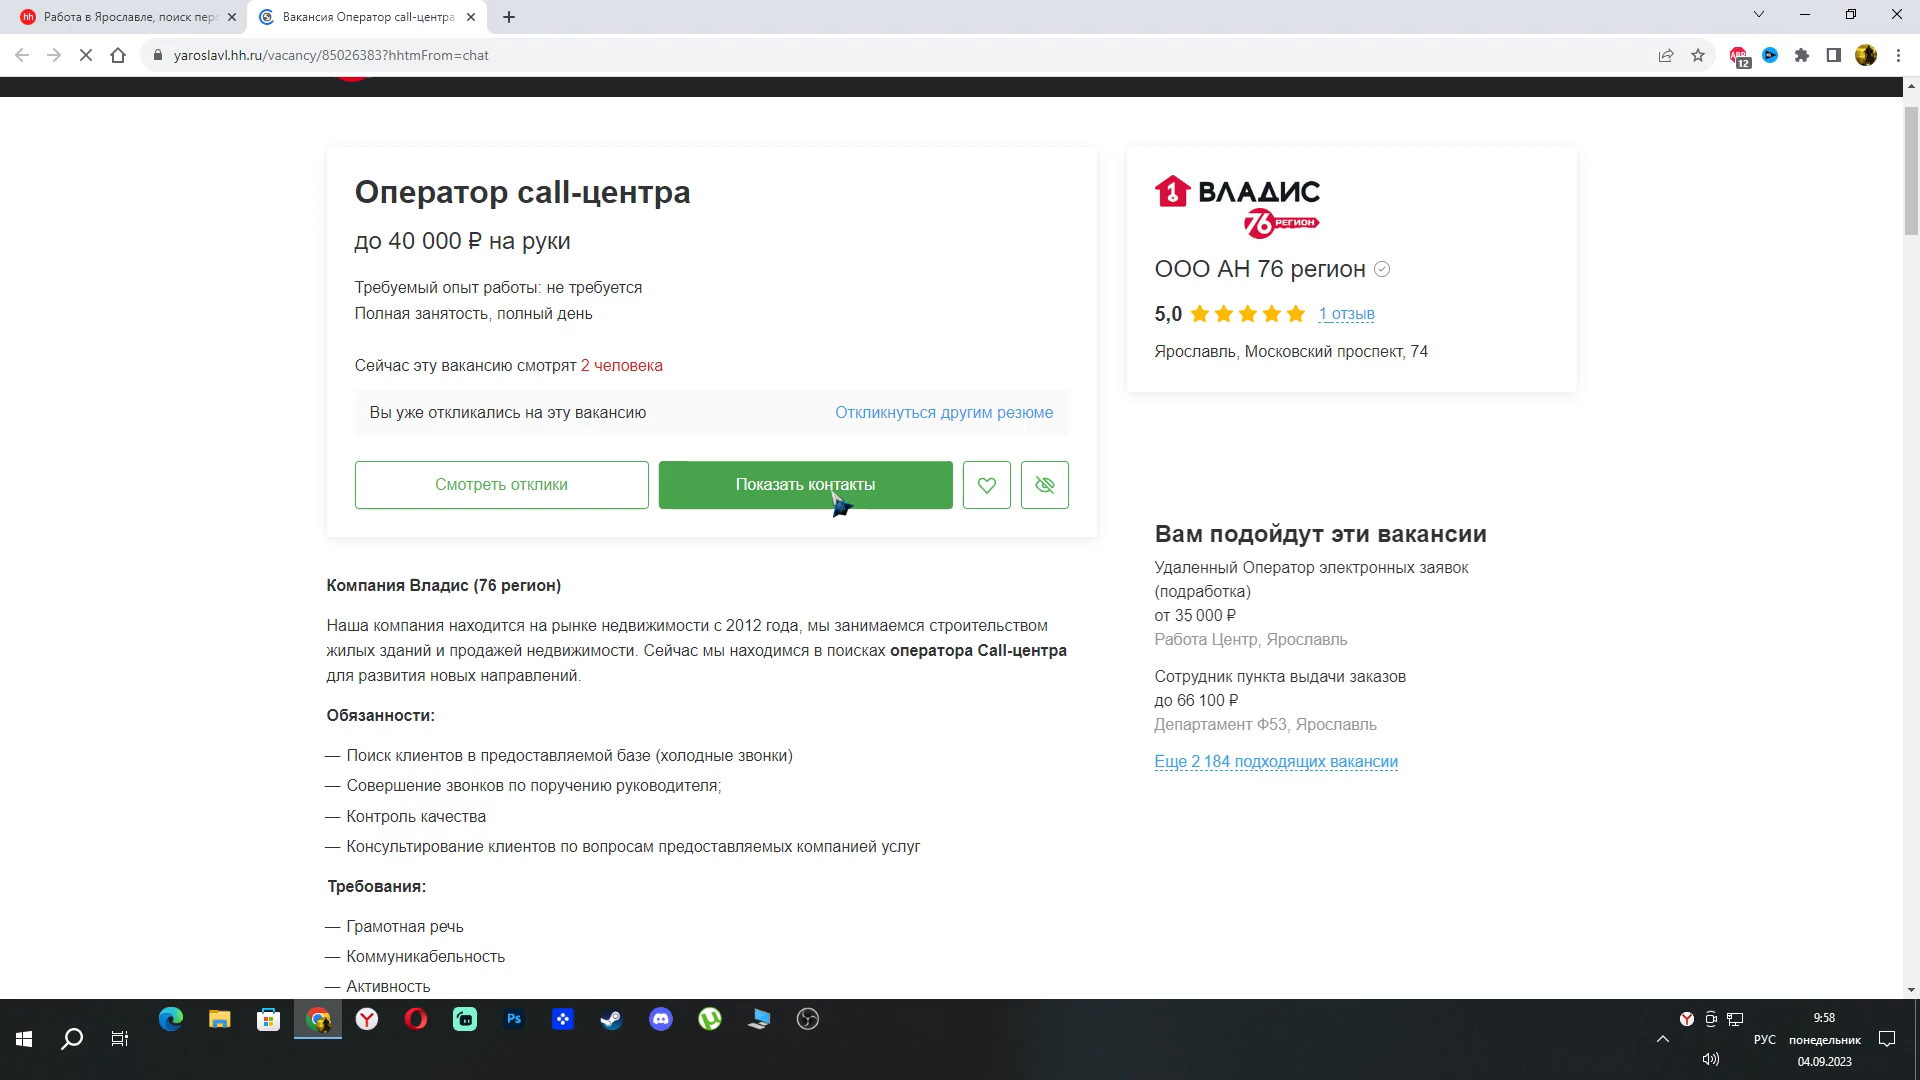 Работа в Ярославле, поиск перс
Вакансия Оператор call-центра
yaroslavl.hh.ru/vacancy/85026383?hhtmFrom=chat
12
Оператор call-центра
до 40 000 ₽ на руки
Требуемый опыт работы: не требуется
Полная занятость, полный день
Сейчас эту вакансию смотрят 2 человека
Вы уже откликались на эту вакансию
Откликнуться другим резюме
Смотреть отклики
Показать контакты
Компания Владис (76 регион)
Наша компания находится на рынке недвижимости с 2012 года, мы занимаемся строительством
жилых зданий и продажей недвижимости. Сейчас мы находимся в поисках оператора Call-центра
для развития новых направлений.
Обязанности:
— Поиск клиентов в предоставляемой базе (холодные звонки)
— Совершение звонков по поручению руководителя;
— Контроль качества
— Консультирование клиентов по вопросам предоставляемых компанией услуг
Требования:
— Грамотная речь
— Коммуникабельность
— Активность
1 ВЛАДИС
76 РЕГИОН
ООО АН 76 регион
5,0
1 отзыв
Ярославль, Московский проспект, 74
Вам подойдут эти вакансии
Удаленный Оператор электронных заявок
(подработка)
от 35 000 ₽
Работа Центр, Ярославль
Сотрудник пункта выдачи заказов
до 66 100 ₽
Департамент Ф53, Ярославль
Еще 2 184 подходящих вакансии
РУС
9:58
понедельник
04.09.2023